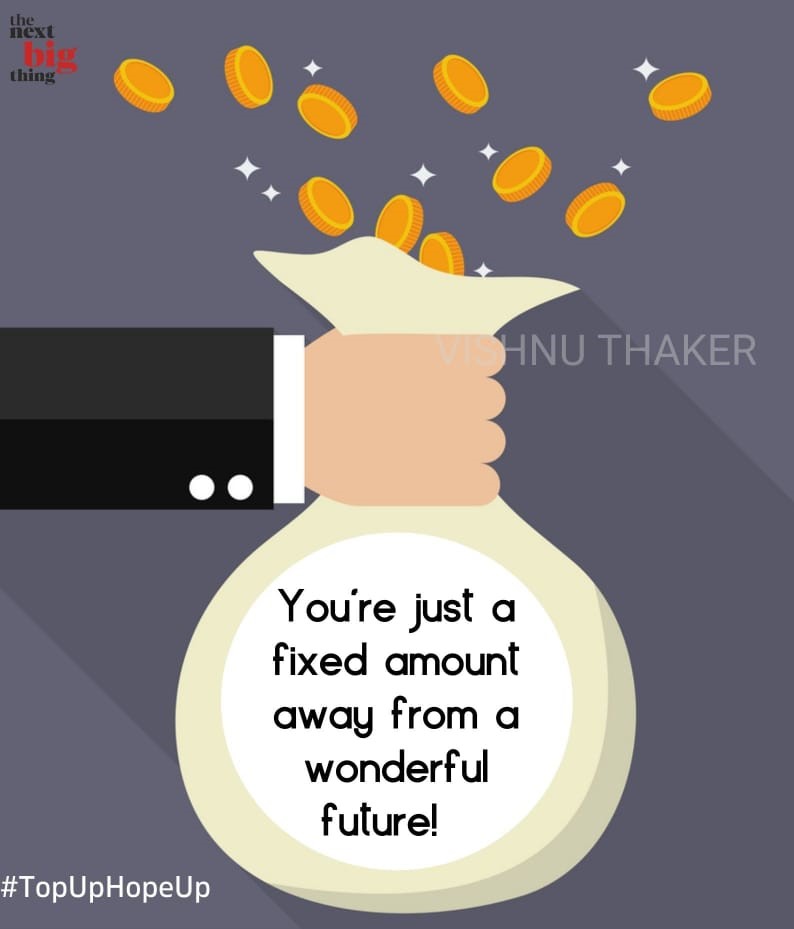 the
next
big
thing
VISHNU THAKER
You're just a
fixed amount
away from a
wonderful
future!
#TopUpHopeUp